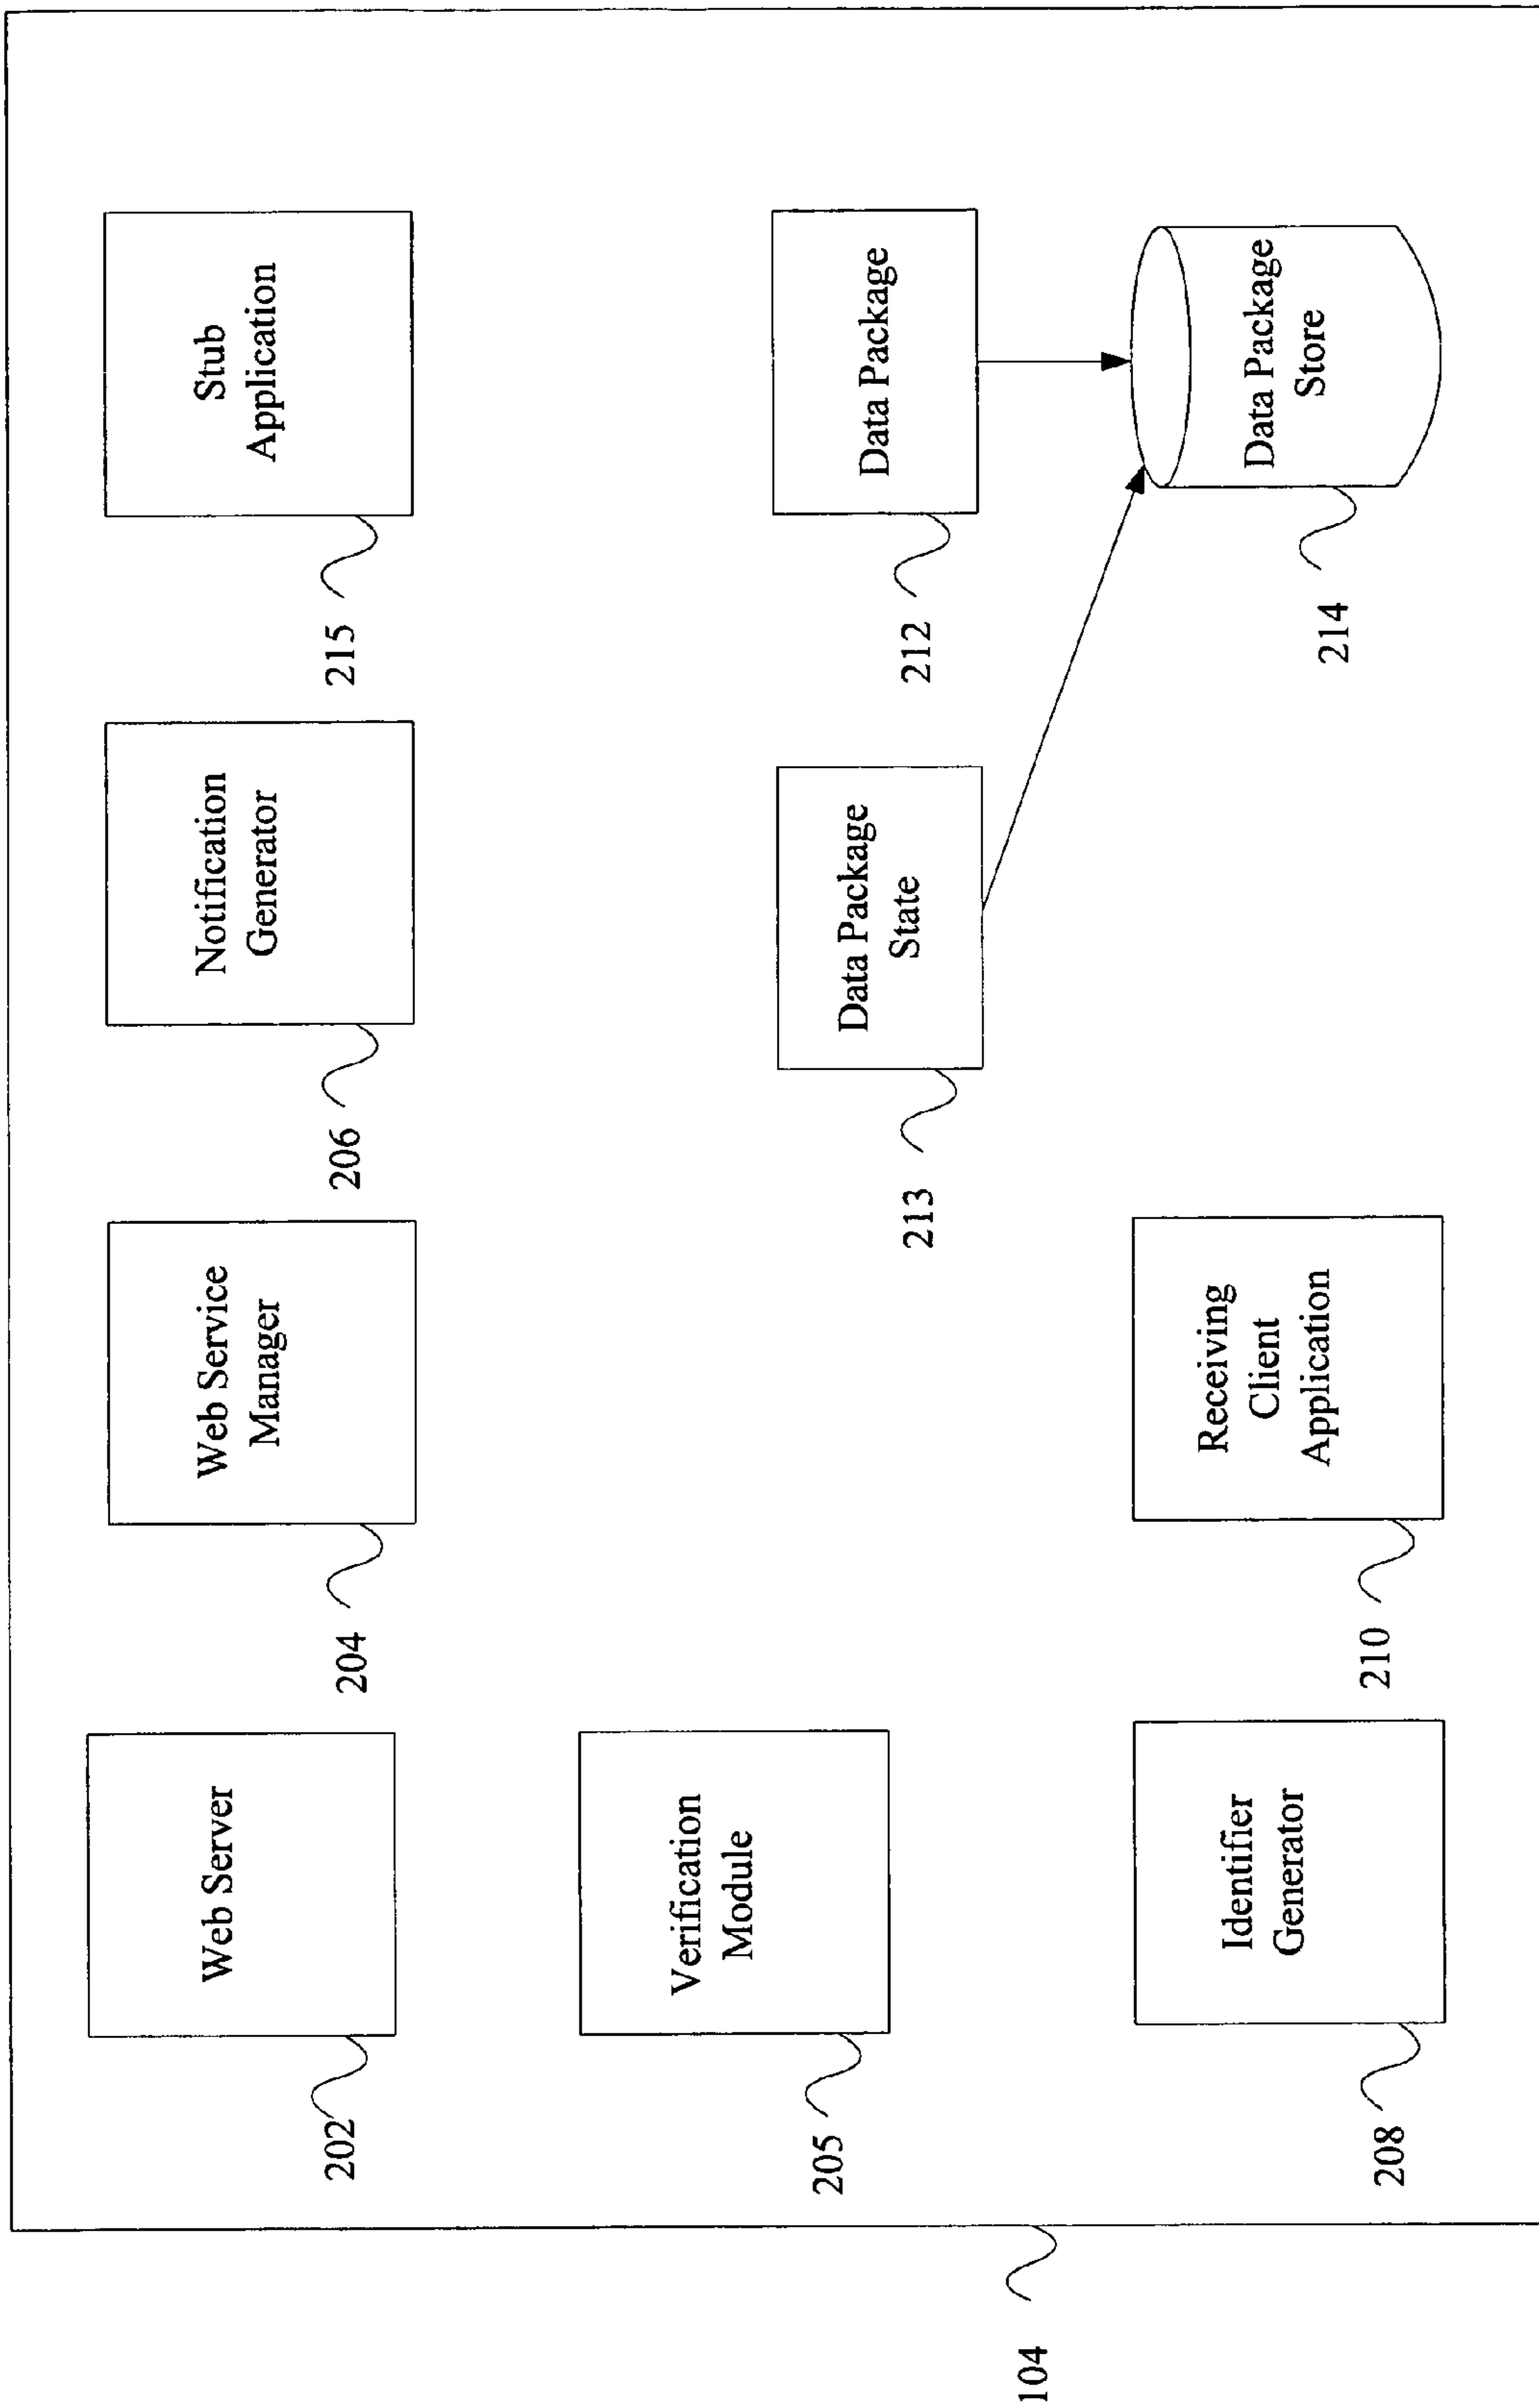 Web Server
202
Web Service
Manager
204
Notification
Generator
206
Stub
Application
215
Verification
Module
205
Data Package
State
213
Data Package
212
Identifier
Generator
208
Receiving
Client
Application
210
Data Package
Store
214
104